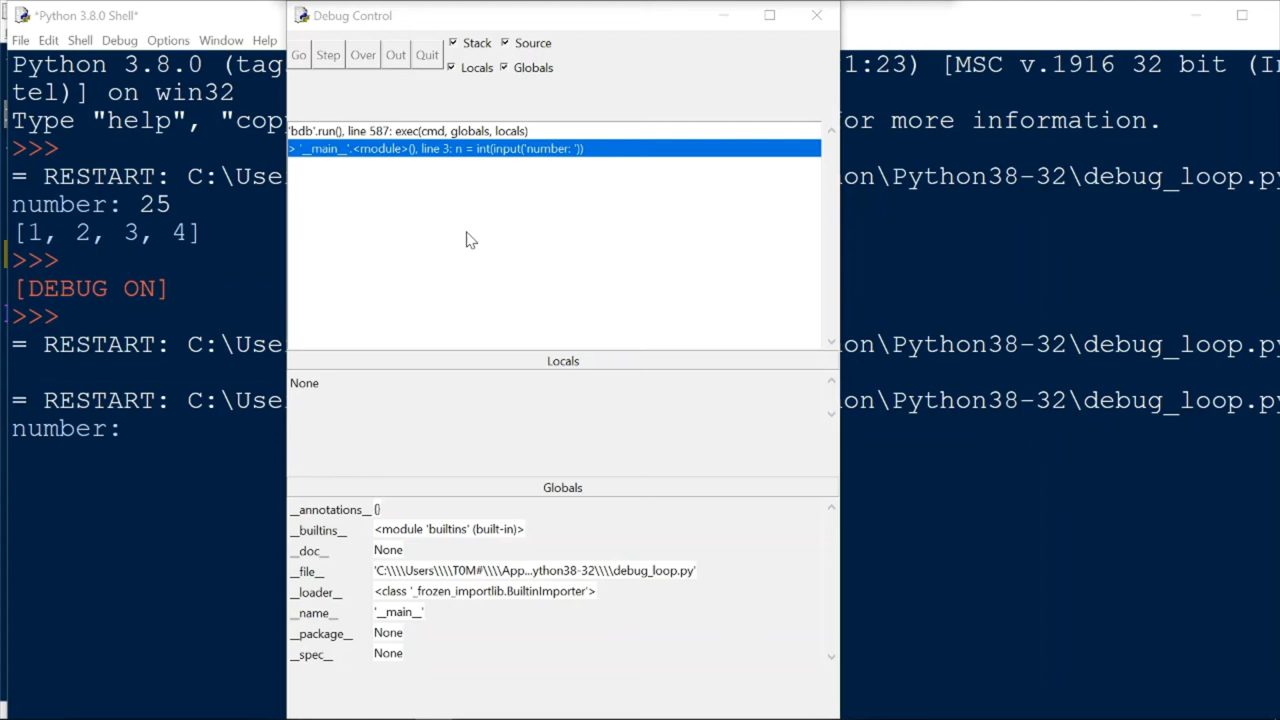 *Python 3.8.0 Shell*
File Edit Shell Debug Options Window Help
Python 3.8.0 (tag
tel)] on win32
Type "help", "cop
>>>
= RESTART: C:\Use
number: 25
[1, 2, 3, 4]
>>>
[DEBUG ON]
>>>
= RESTART: C:\Use
= RESTART: C:\Use
number:
Debug Control
Go Step Over Out Quit
Stack Source
Locals Globals
'bdb'.run(), line 587: exec(cmd, globals, locals)
> '__main__'.<module>(), line 3: n = int(input('number: '))
Locals
None
Globals
__annotations__ {}
__builtins__ <module 'builtins' (built-in)>
__doc__ None
__file__ 'C:\\\\Users\\\\T0M#\\\\App...ython38-32\\\\debug_loop.py'
__loader__ <class '_frozen_importlib.BuiltinImporter'>
__name__ '__main__'
__package__ None
__spec__ None
1:23) [MSC v.1916 32 bit (In
or more information.
on\Python38-32\debug_loop.py
on\Python38-32\debug_loop.py
on\Python38-32\debug_loop.py